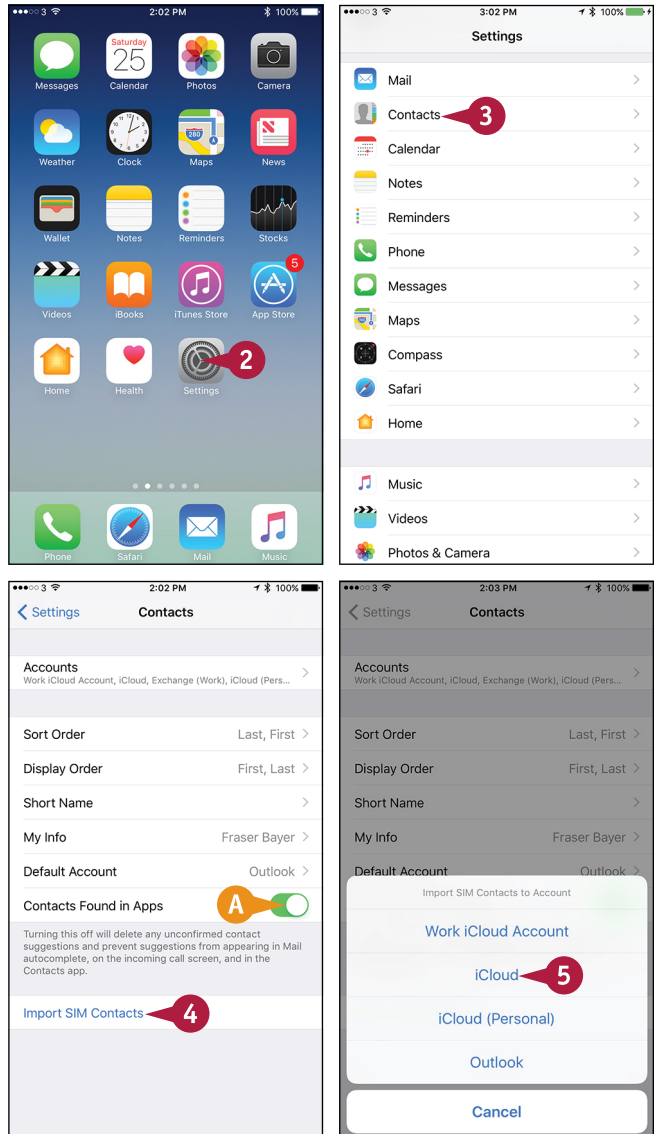 3 2:02 PM 100%
Saturday
25
Messages Calendar Photos Camera
280
Weather Clock Maps News
Wallet Notes Reminders Stocks
5
Videos iBooks iTunes Store App Store
2
Home Health Settings
Phone Safari Mail Music
3 3:02 PM 100%
Settings
Mail
Contacts 3
Calendar
Notes
Reminders
Phone
Messages
Maps
Compass
Safari
Home
Music
Videos
Photos & Camera
3 2:02 PM 100%
Settings Contacts
Accounts
Work iCloud Account, iCloud, Exchange (Work), iCloud (Pers...
Sort Order Last, First
Display Order First, Last
Short Name
My Info Fraser Bayer
Default Account Outlook
Contacts Found in Apps A
Turning this off will delete any unconfirmed contact
suggestions and prevent suggestions from appearing in Mail
autocomplete, on the incoming call screen, and in the
Contacts app.
Import SIM Contacts 4
3 2:03 PM 100%
Settings Contacts
Accounts
Work iCloud Account, iCloud, Exchange (Work), iCloud (Pers...
Sort Order Last, First
Display Order First, Last
Short Name
My Info Fraser Bayer
Default Account Outlook
Import SIM Contacts to Account
Work iCloud Account
iCloud 5
iCloud (Personal)
Outlook
Cancel